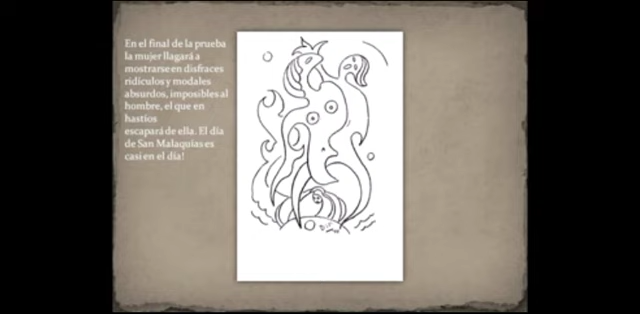 En el final de la prueba
la mujer llagará a
mostrarse en disfraces
ridículos y modales
absurdos, imposibles al
hombre, el que en
hastíos
escapará de ella. El día
de San Malaquías es
casi en el día!